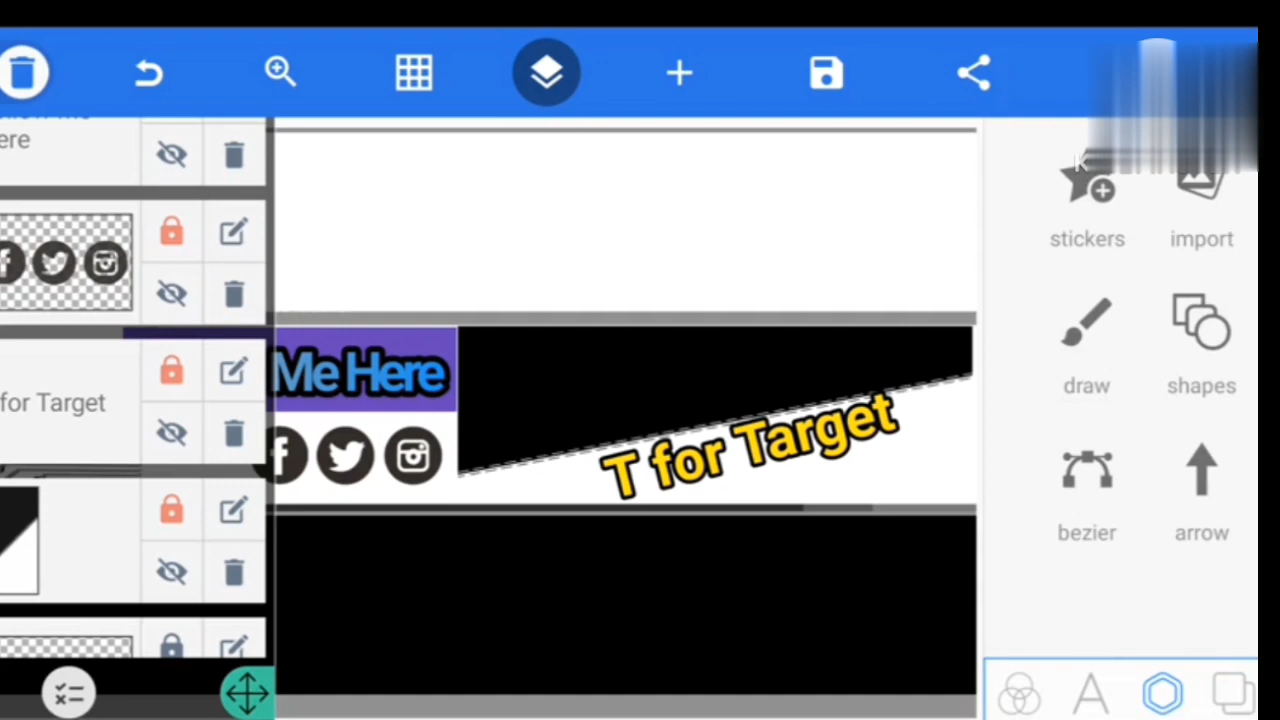 ere
K
stickers
import
Me Here
draw
shapes
for Target
T for Target
bezier
arrow